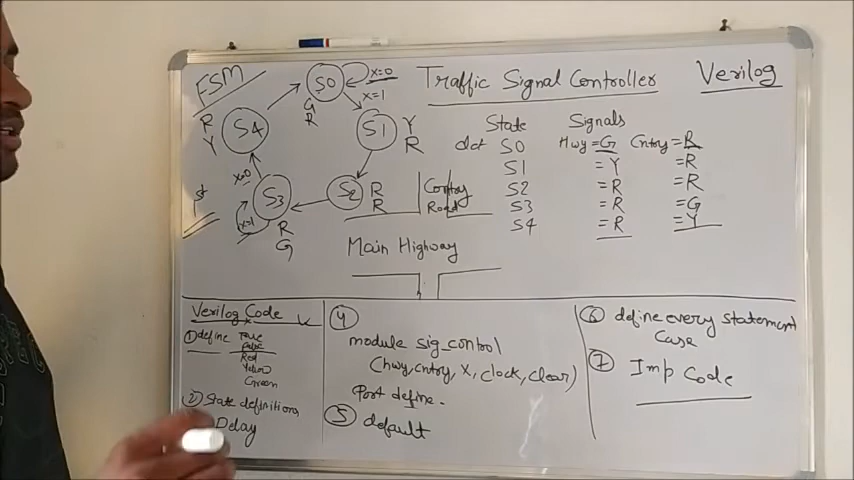 FSM
S0
x=0
x=1
G
R
S1
Y
R
S2
R
R
S3
R
G
x=1
x=0
S4
R
Y
Traffic Signal Controller
Verilog
Country
Road
Main Highway
State Signals
S0 Hwy = G Cntry = R
S1 = Y = R
S2 = R = R
S3 = R = G
S4 = R = Y
Verilog Code
① define True
False
Red
Yellow
Green
② State definitions
Delay
④
module sig_control
(hwy, cntry, X, clock, clear)
Port define.
⑤ default
⑥ define every statement
Case
⑦ Imp Code